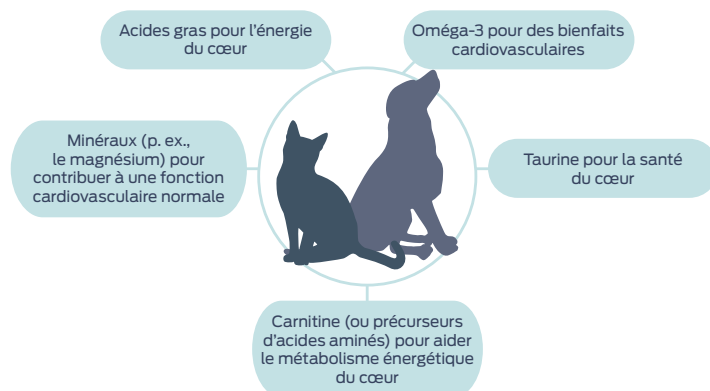 Acides gras pour l'énergie
du cœur
Oméga-3 pour des bienfaits
cardiovasculaires
Minéraux (p. ex.,
le magnésium) pour
contribuer à une fonction
cardiovasculaire normale
Taurine pour la santé
du cœur
Carnitine (ou précurseurs
d'acides aminés) pour aider
le métabolisme énergétique
du cœur